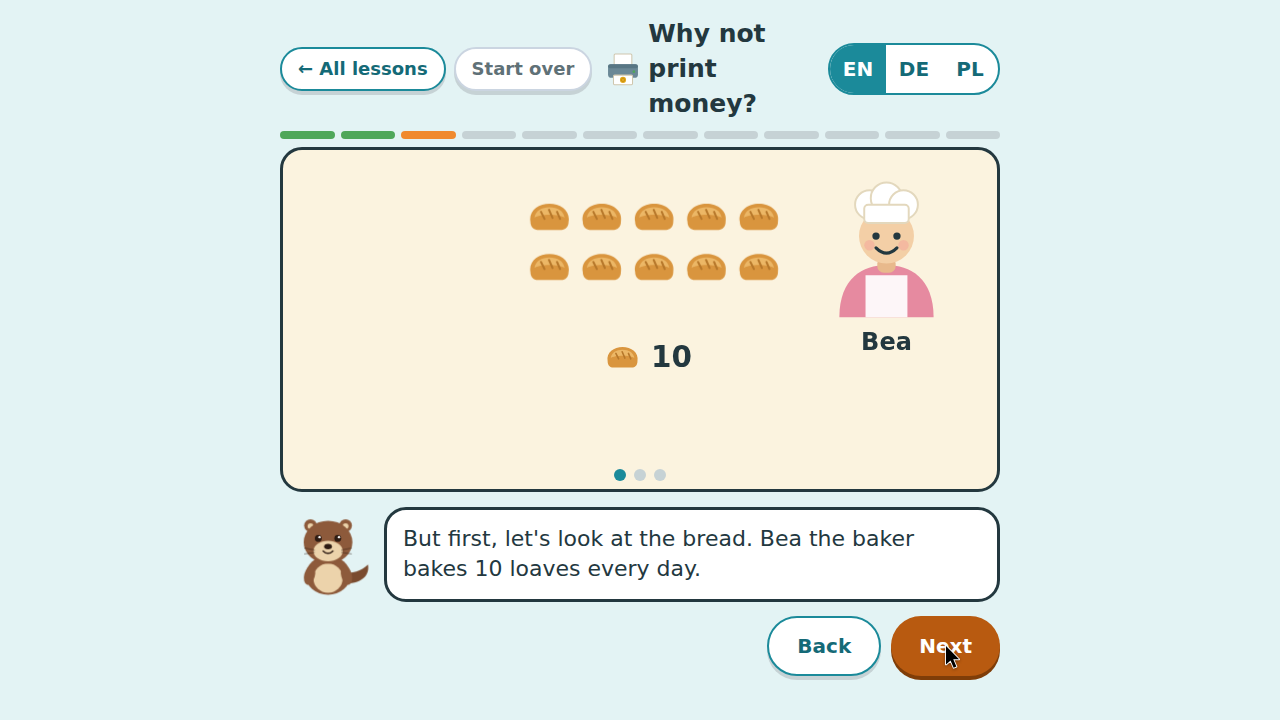 ← All lessons
Start over
Why not
print
money?
EN DE PL
Bea
10
But first, let's look at the bread. Bea the baker
bakes 10 loaves every day.
Back
Next